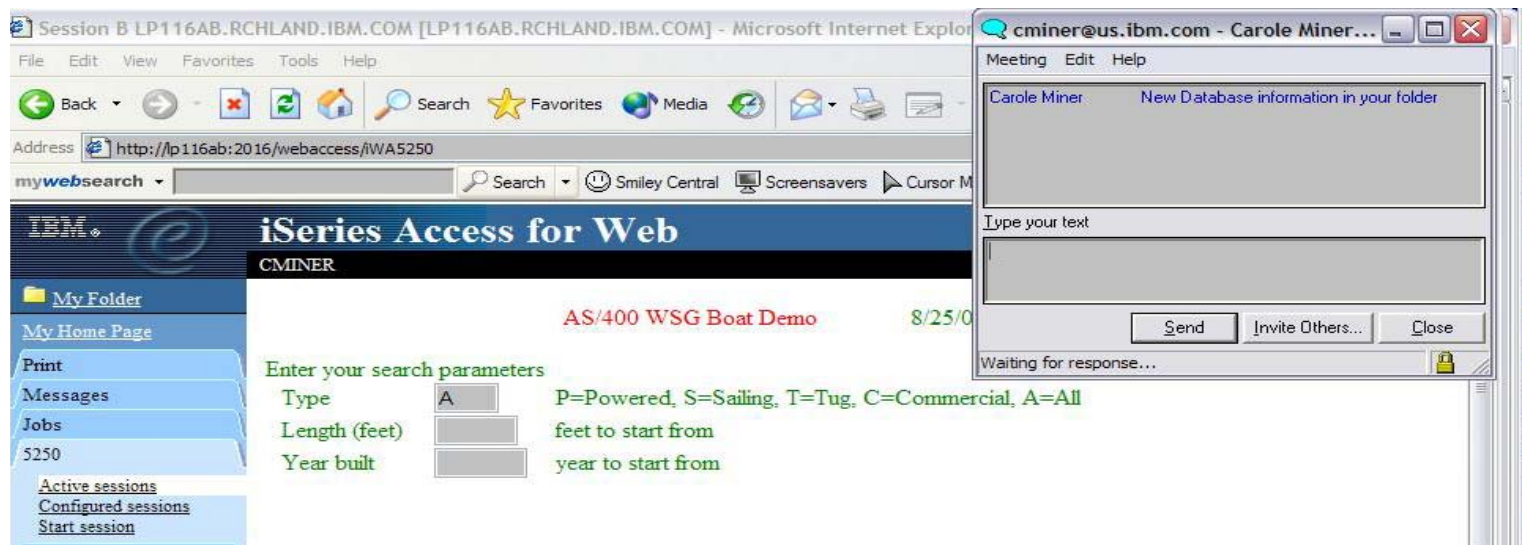 Session B LP116AB.RCHLAND.IBM.COM [LP116AB.RCHLAND.IBM.COM] - Microsoft Internet Explor
File Edit View Favorites Tools Help
Back Search Favorites Media
Address http://lp116ab:2016/webaccess/iWA5250
mywebsearch Search Smiley Central Screensavers Cursor M
IBM. e iSeries Access for Web
CMINER
My Folder
My Home Page
Print
Messages
Jobs
5250
Active sessions
Configured sessions
Start session
AS/400 WSG Boat Demo 8/25/0
Enter your search parameters
Type A P=Powered, S=Sailing, T=Tug, C=Commercial, A=All
Length (feet) feet to start from
Year built year to start from
cminer@us.ibm.com - Carole Miner...
Meeting Edit Help
Carole Miner New Database information in your folder
Type your text
Send Invite Others... Close
Waiting for response...